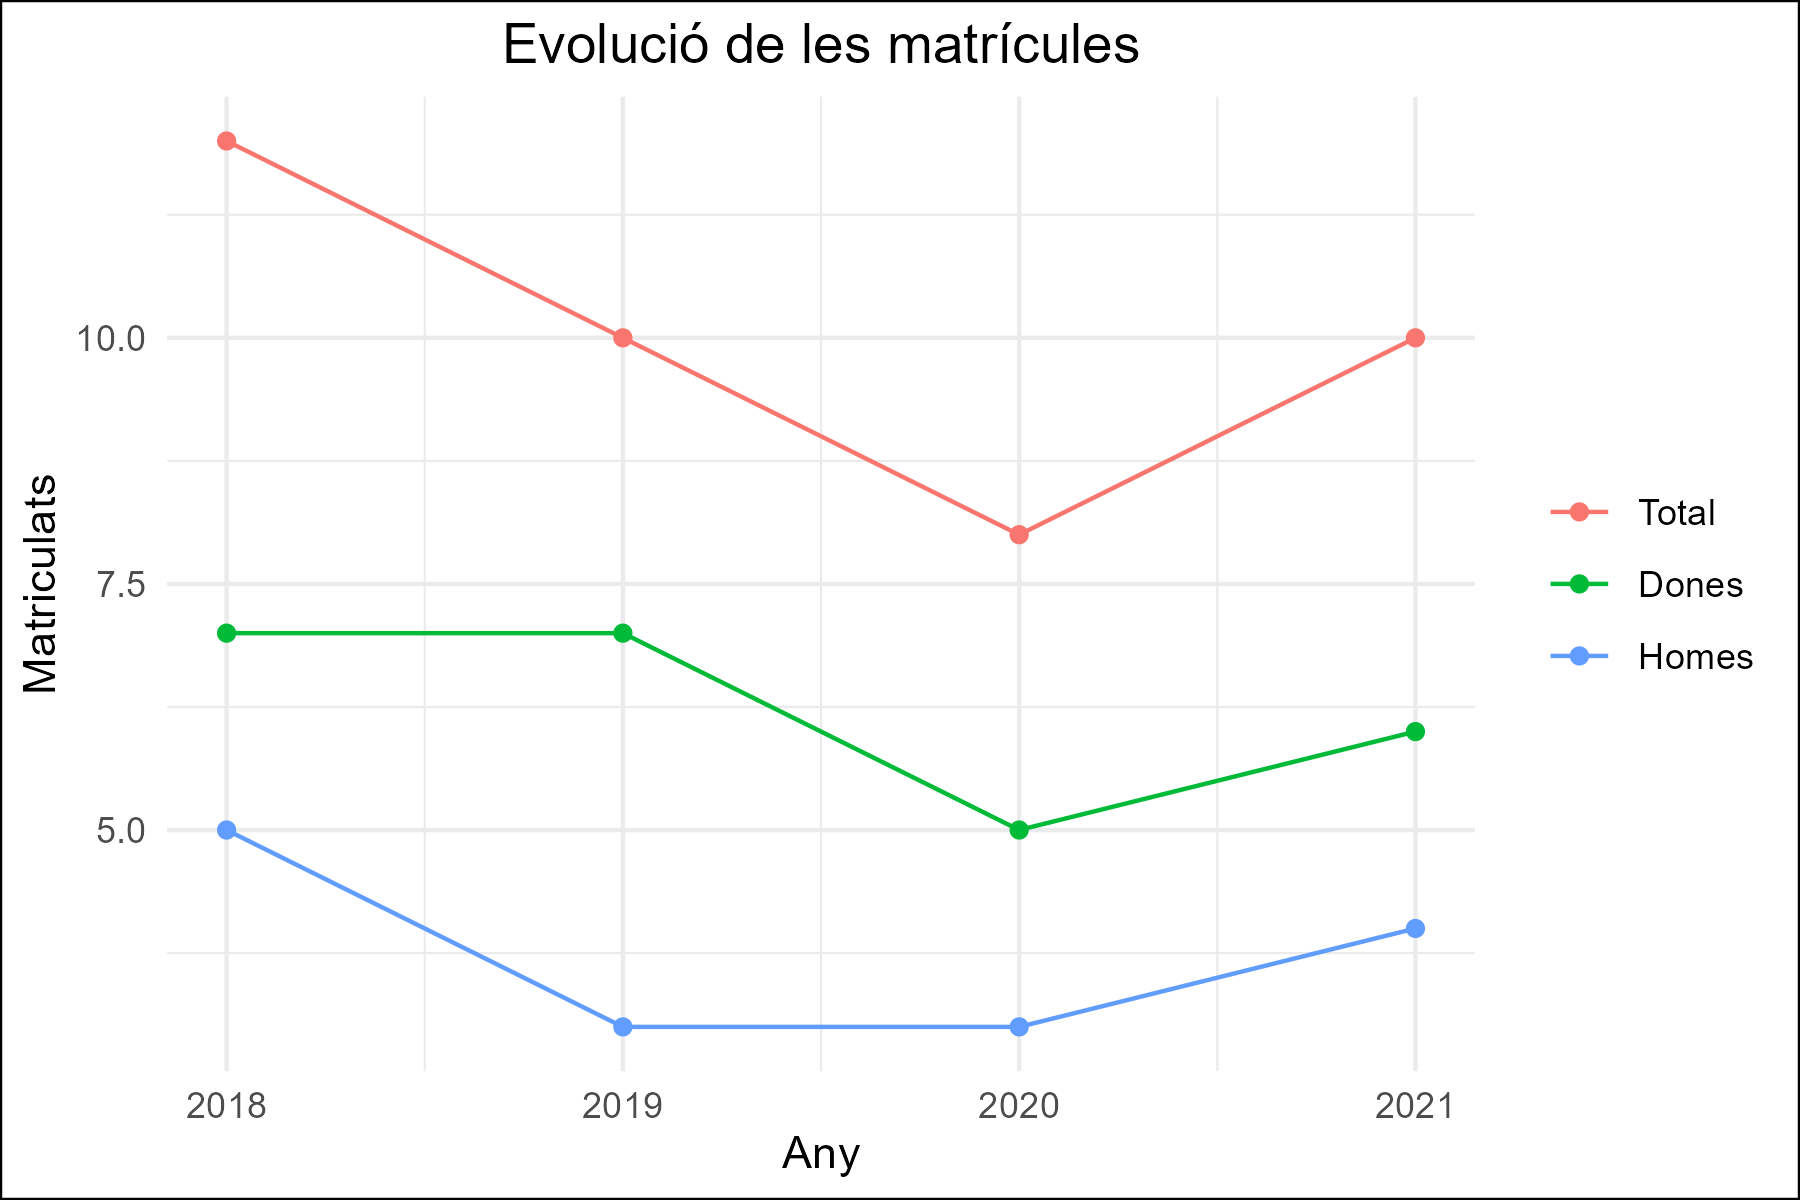 Evolució de les matrícules
Matriculats
10.0
7.5
5.0
2018 2019 2020 2021
Any
Total
Dones
Homes